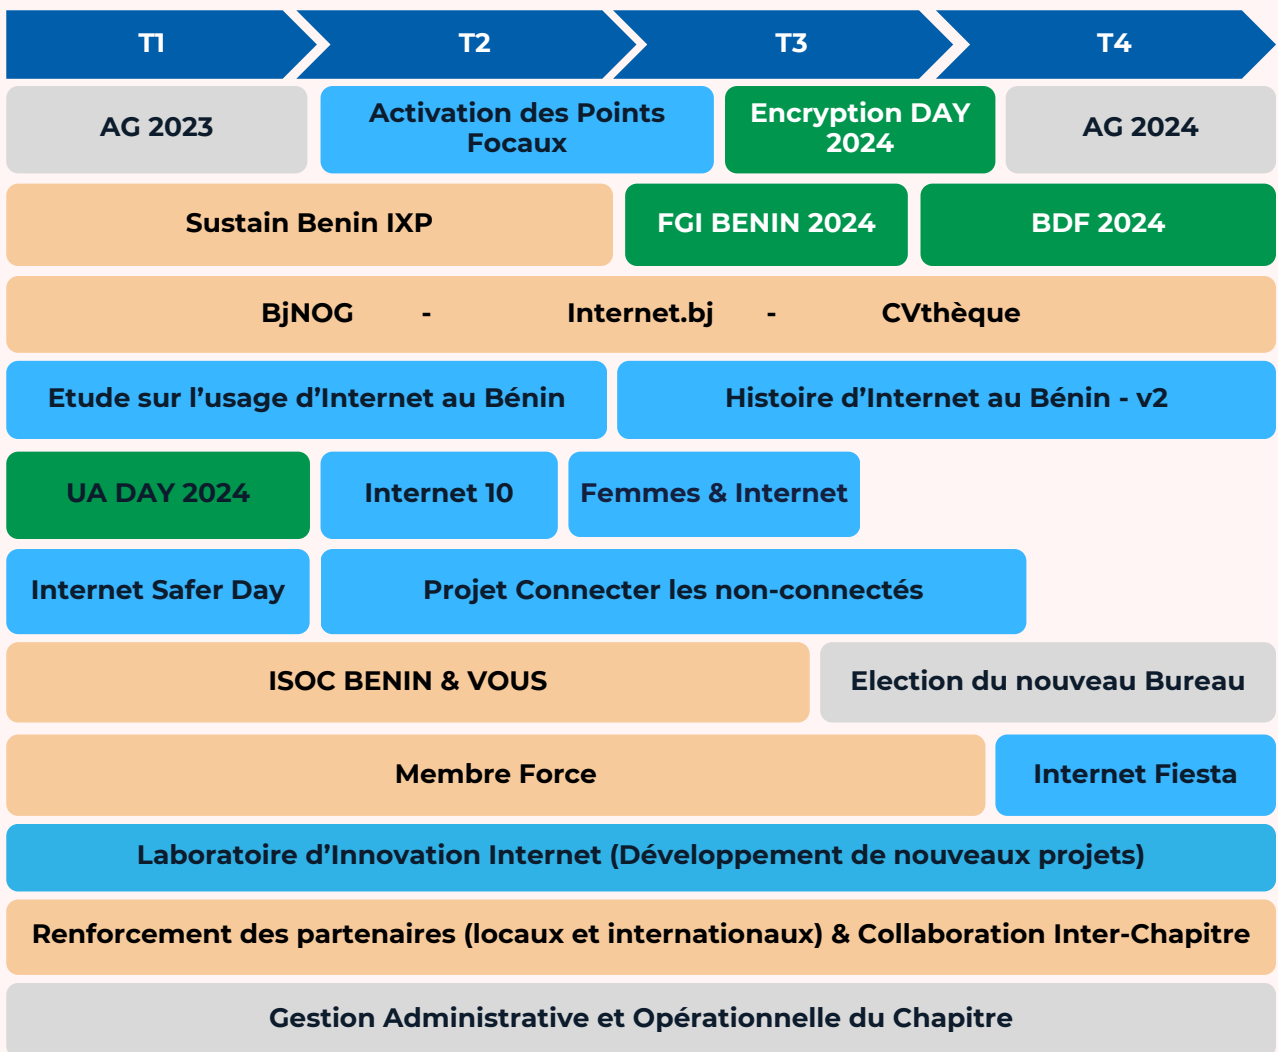 T1 T2 T3 T4
AG 2023
Activation des Points
Focaux
Encryption DAY
2024
AG 2024
Sustain Benin IXP
FGI BENIN 2024
BDF 2024
BjNOG - Internet.bj - CVthèque
Etude sur l’usage d’Internet au Bénin
Histoire d’Internet au Bénin - v2
UA DAY 2024
Internet 10
Femmes & Internet
Internet Safer Day
Projet Connecter les non-connectés
ISOC BENIN & VOUS
Election du nouveau Bureau
Membre Force
Internet Fiesta
Laboratoire d’Innovation Internet (Développement de nouveaux projets)
Renforcement des partenaires (locaux et internationaux) & Collaboration Inter-Chapitre
Gestion Administrative et Opérationnelle du Chapitre